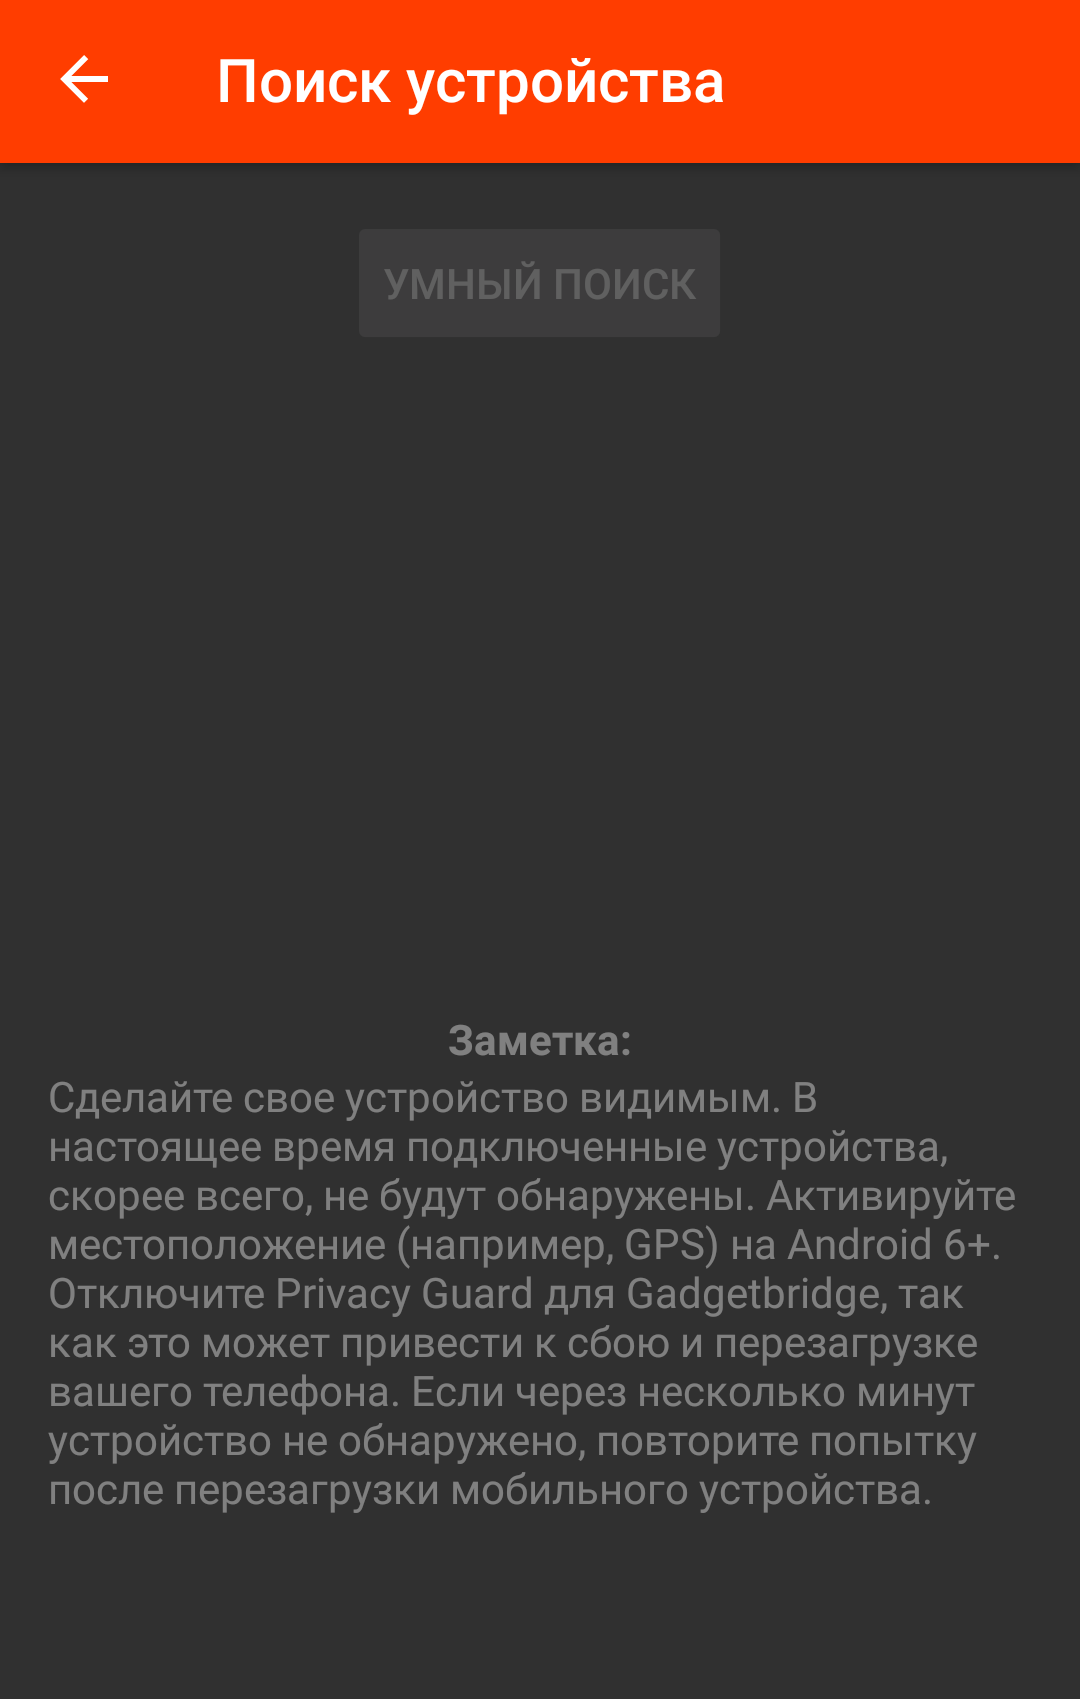 Поиск устройства
УМНЫЙ ПОИСК
Заметка:
Сделайте свое устройство видимым. В
настоящее время подключенные устройства,
скорее всего, не будут обнаружены. Активируйте
местоположение (например, GPS) на Android 6+.
Отключите Privacy Guard для Gadgetbridge, так
как это может привести к сбою и перезагрузке
вашего телефона. Если через несколько минут
устройство не обнаружено, повторите попытку
после перезагрузки мобильного устройства.